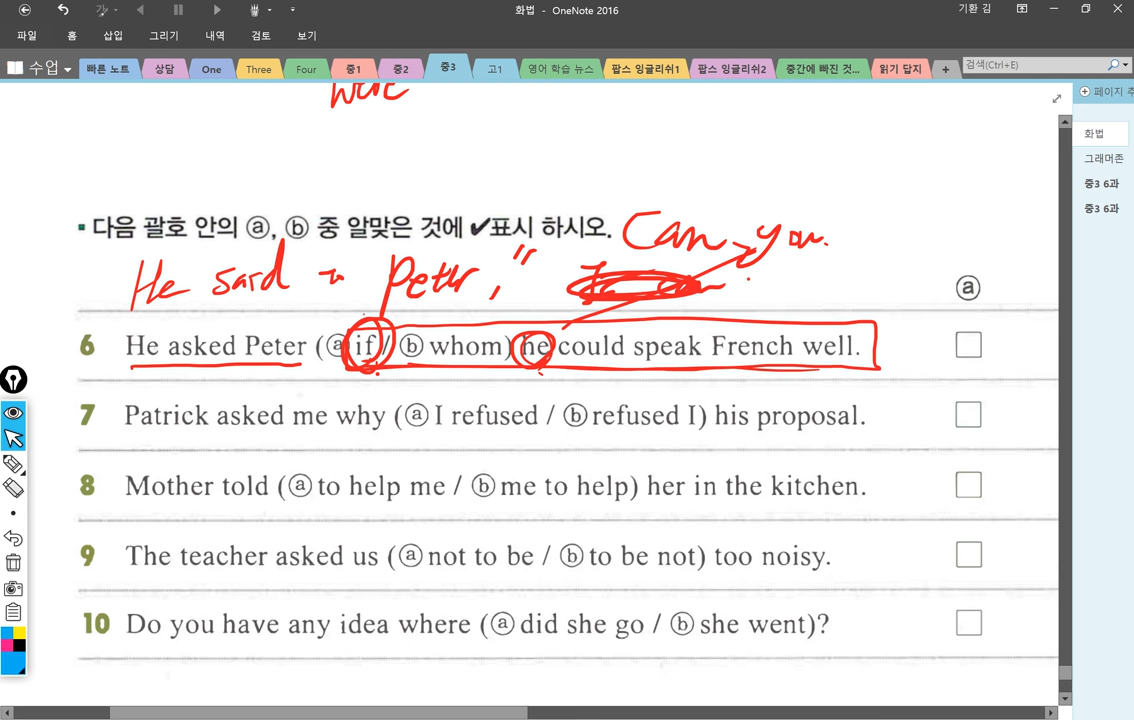 화법 - OneNote 2016
기환 김
파일 홈 삽입 그리기 내역 검토 보기
수업 빠른 노트 상담 One Three Four 중1 중2 중3 고1 영어 학습 뉴스 팝스 잉글리쉬1 팝스 잉글리쉬2 중간에 빠진 것... 읽기 답지 + 검색(Ctrl+E)
were
페이지 추
화법
그래머존
중3 6과
중3 6과
다음 괄호 안의 ⓐ, ⓑ 중 알맞은 것에 ✔표시 하시오. Can you
He said to Peter, "
ⓐ
6 He asked Peter (ⓐ if / ⓑ whom) he could speak French well.
7 Patrick asked me why (ⓐ I refused / ⓑ refused I) his proposal.
8 Mother told (ⓐ to help me / ⓑ me to help) her in the kitchen.
9 The teacher asked us (ⓐ not to be / ⓑ to be not) too noisy.
10 Do you have any idea where (ⓐ did she go / ⓑ she went)?